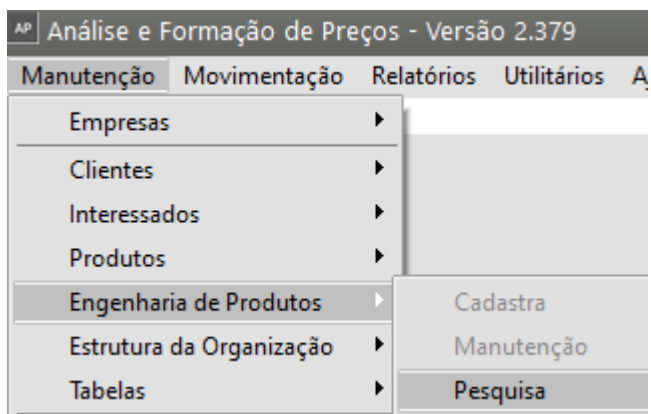 AP Análise e Formação de Preços - Versão 2.379
Manutenção Movimentação Relatórios Utilitários
Empresas
Clientes
Interessados
Produtos
Engenharia de Produtos Cadastra
Estrutura da Organização Manutenção
Tabelas Pesquisa